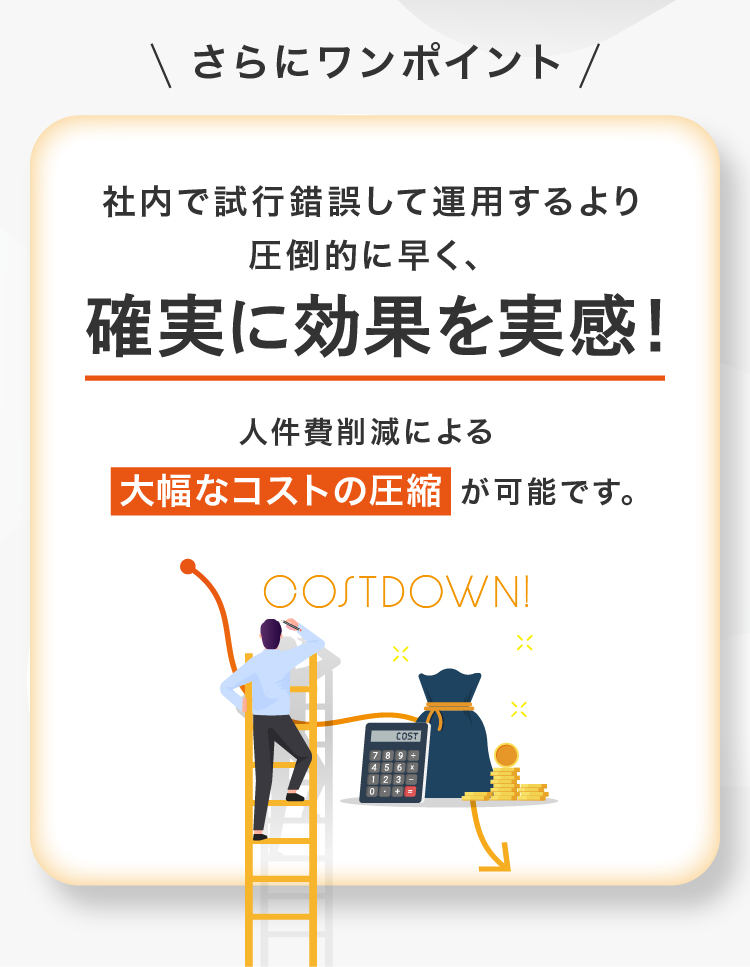 \ さらにワンポイント /
社内で試行錯誤して運用するより
圧倒的に早く、
確実に効果を実感！
人件費削減による
大幅なコストの圧縮 が可能です。
COSTDOWN!
COST
7 8 9 ÷
4 5 6 ×
1 2 3 −
0 · + =